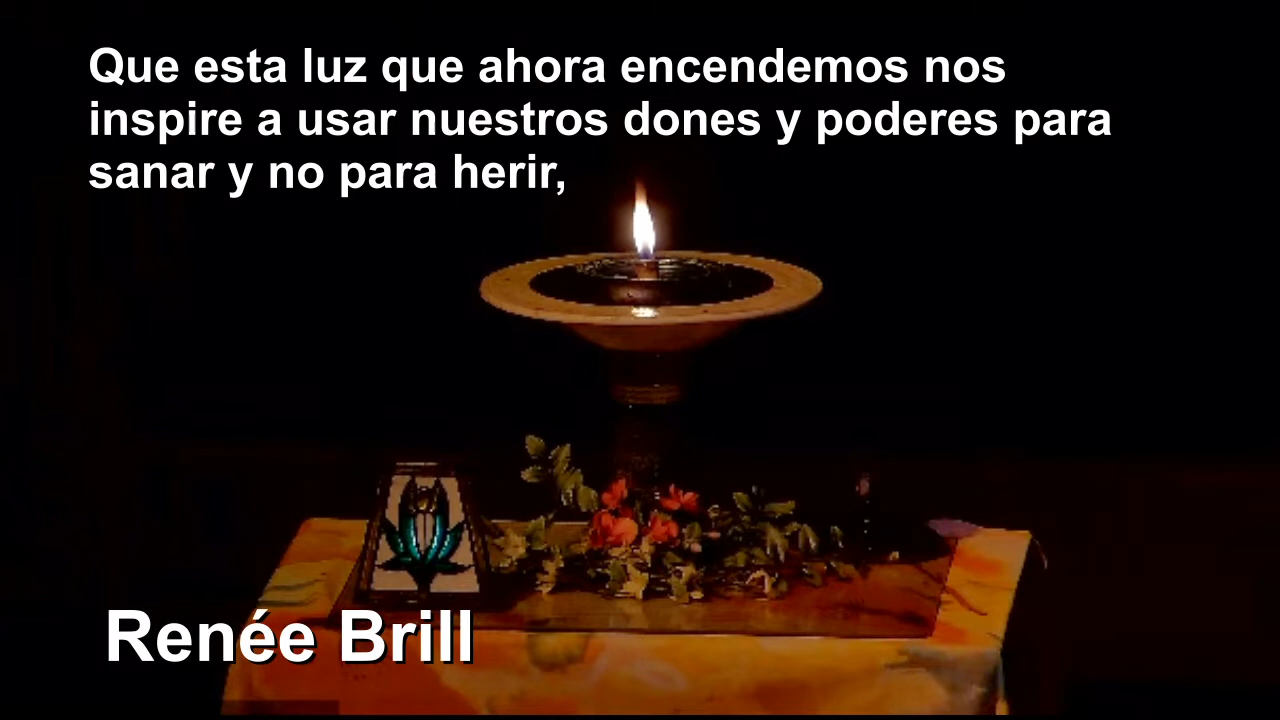 Que esta luz que ahora encendemos nos
inspire a usar nuestros dones y poderes para
sanar y no para herir,
Renée Brill